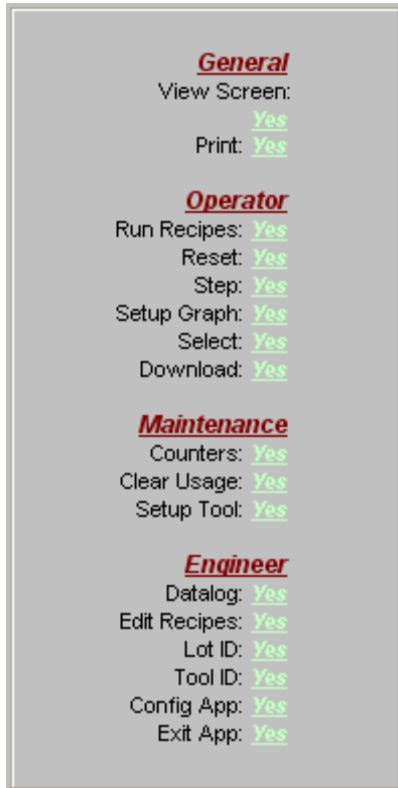 General
View Screen:
Yes
Print: Yes
Operator
Run Recipes: Yes
Reset: Yes
Step: Yes
Setup Graph: Yes
Select: Yes
Download: Yes
Maintenance
Counters: Yes
Clear Usage: Yes
Setup Tool: Yes
Engineer
Datalog: Yes
Edit Recipes: Yes
Lot ID: Yes
Tool ID: Yes
Config App: Yes
Exit App: Yes